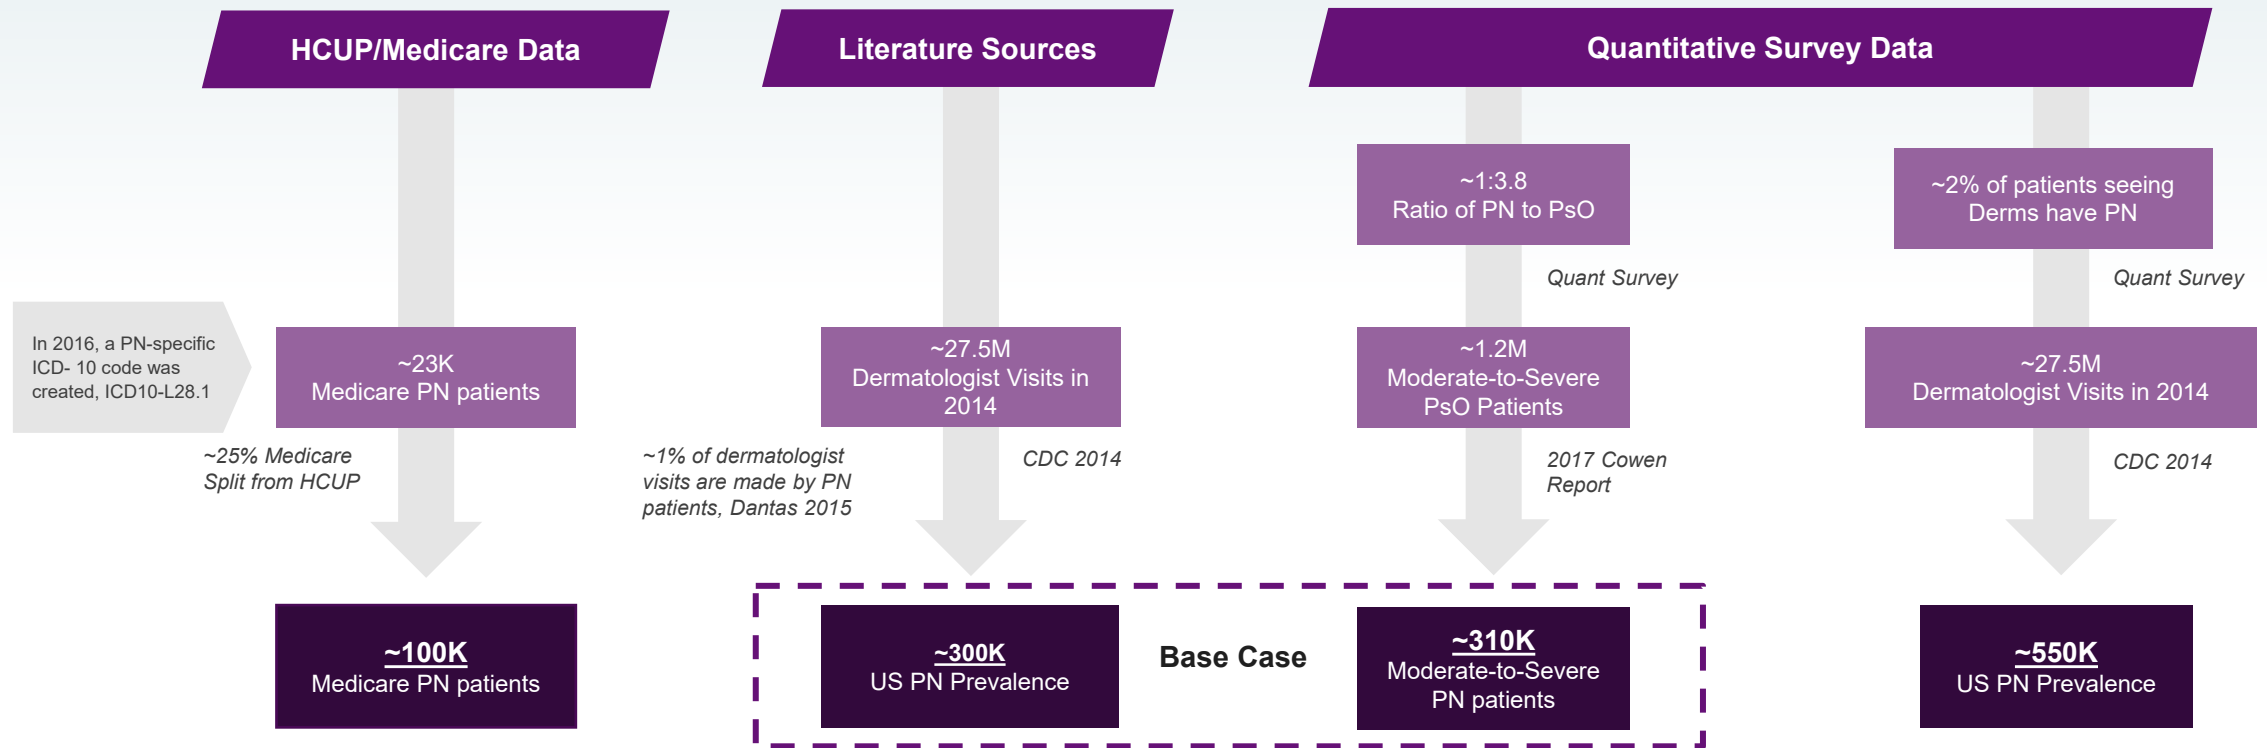 HCUP/Medicare Data
Literature Sources
Quantitative Survey Data
~1:3.8
Ratio of PN to PsO
~2% of patients seeing
Derms have PN
Quant Survey
Quant Survey
In 2016, a PN-specific
ICD- 10 code was
created, ICD10-L28.1
~23K
Medicare PN patients
~27.5M
Dermatologist Visits in
2014
~1.2M
Moderate-to-Severe
PsO Patients
~27.5M
Dermatologist Visits in 2014
~25% Medicare
Split from HCUP
~1% of dermatologist
visits are made by PN
patients, Dantas 2015
CDC 2014
2017 Cowen
Report
CDC 2014
~100K
Medicare PN patients
~300K
US PN Prevalence
Base Case
~310K
Moderate-to-Severe
PN patients
~550K
US PN Prevalence